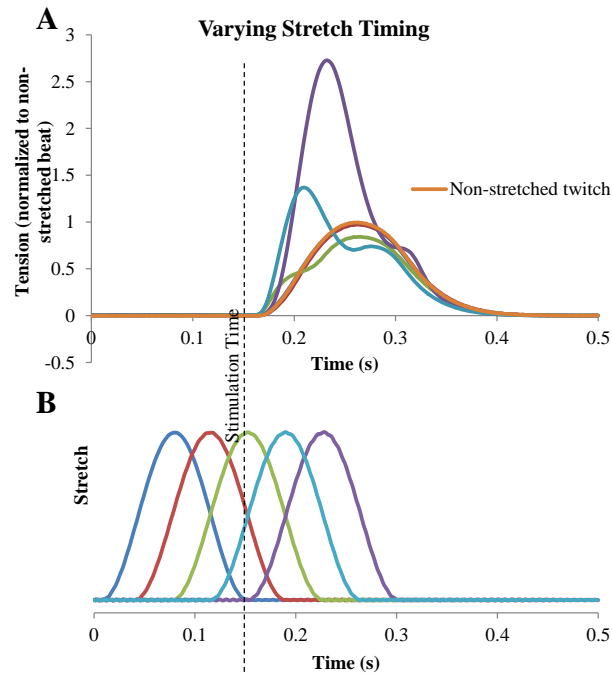 A
Varying Stretch Timing
Tension (normalized to non-
stretched beat)
3
2.5
2
1.5
1
0.5
0
-0.5
Non-stretched twitch
0 0.1 0.2 0.3 0.4 0.5
Time (s)
Stimulation Time
B
Stretch
0 0.1 0.2 0.3 0.4 0.5
Time (s)